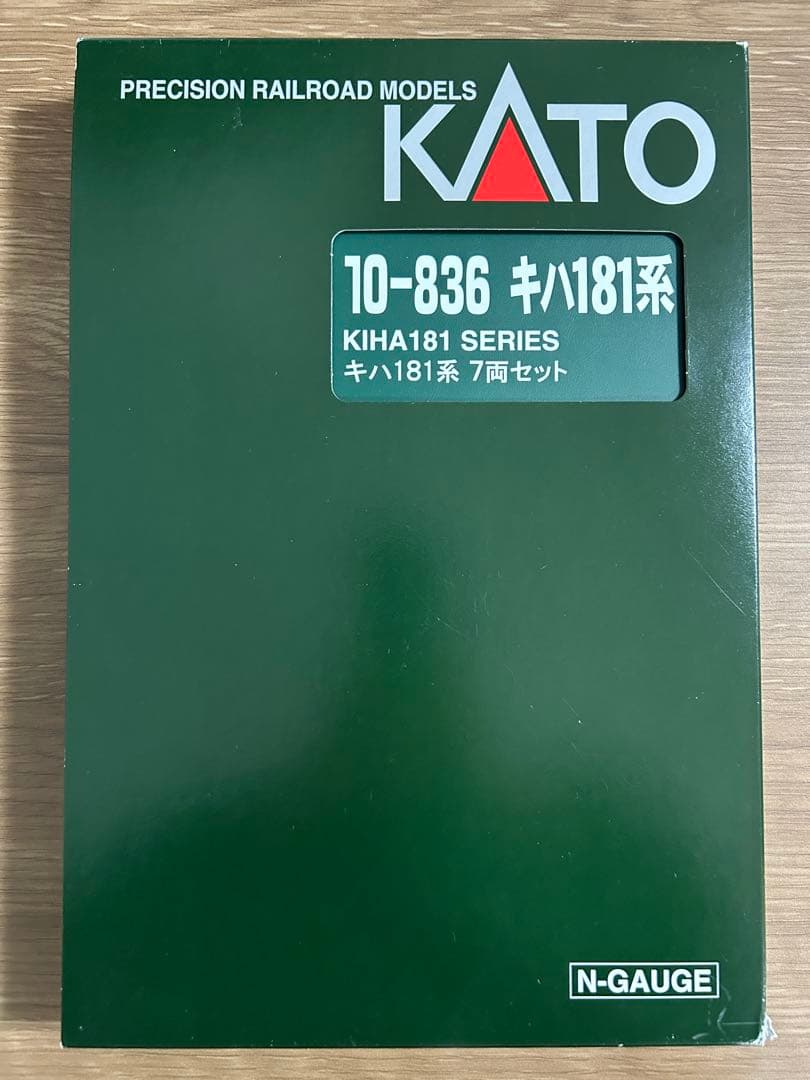 PRECISION RAILROAD MODELS
KATO
10-836 キハ181系
KIHA181 SERIES
キハ181系 7両セット
N-GAUGE